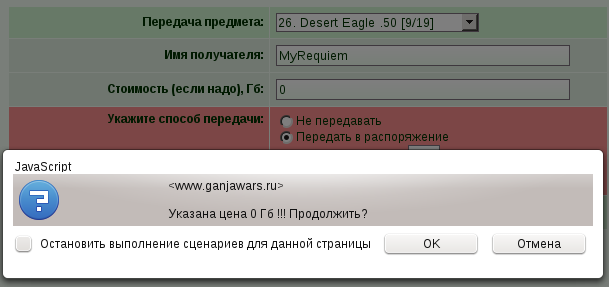 Передача предмета: 26. Desert Eagle .50 [9/19]
Имя получателя: MyRequiem
Стоимость (если надо), Гб: 0
Укажите способ передачи: Не передавать
Передать в распоряжение
JavaScript
<www.ganjawars.ru>
Указана цена 0 Гб !!! Продолжить?
Остановить выполнение сценариев для данной страницы OK Отмена